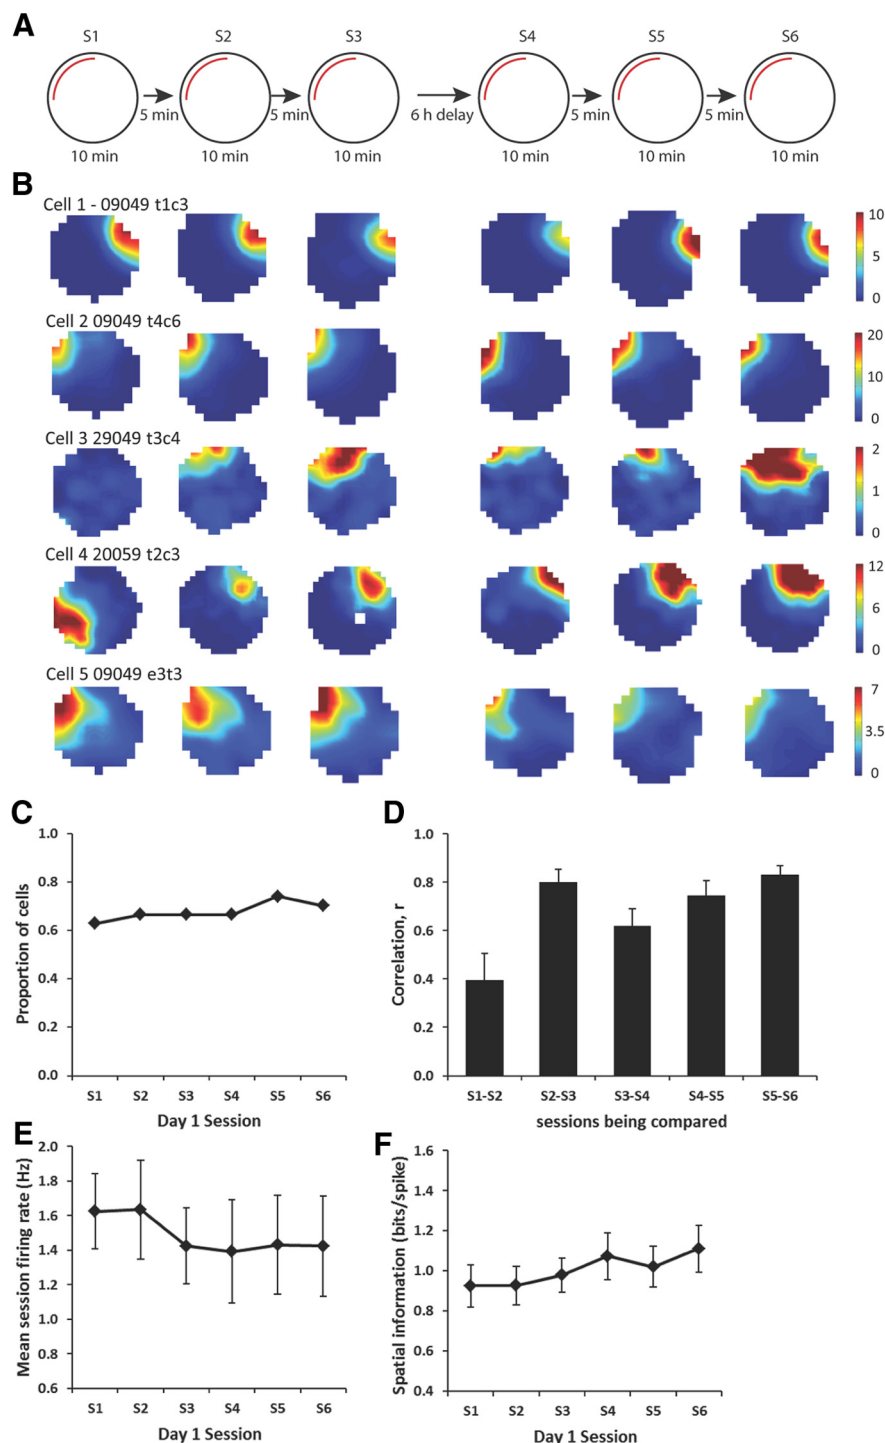 A
S1 S2 S3 S4 S5 S6
5 min 5 min 6 h delay 5 min 5 min
10 min 10 min 10 min 10 min 10 min 10 min
B
Cell 1 - 09049 t1c3
10
5
0
Cell 2 09049 t4c6
20
10
0
Cell 3 29049 t3c4
2
1
0
Cell 4 20059 t2c3
12
6
0
Cell 5 09049 e3t3
7
3.5
0
C
Proportion of cells
1.0
0.8
0.6
0.4
0.2
0.0
S1 S2 S3 S4 S5 S6
Day 1 Session
D
Correlation, r
1.0
0.8
0.6
0.4
0.2
0.0
S1-S2 S2-S3 S3-S4 S4-S5 S5-S6
sessions being compared
E
Mean session firing rate (Hz)
2.0
1.8
1.6
1.4
1.2
1.0
0.8
0.6
S1 S2 S3 S4 S5 S6
Day 1 Session
F
Spatial information (bits/spike)
1.6
1.4
1.2
1.0
0.8
0.6
0.4
S1 S2 S3 S4 S5 S6
Day 1 Session